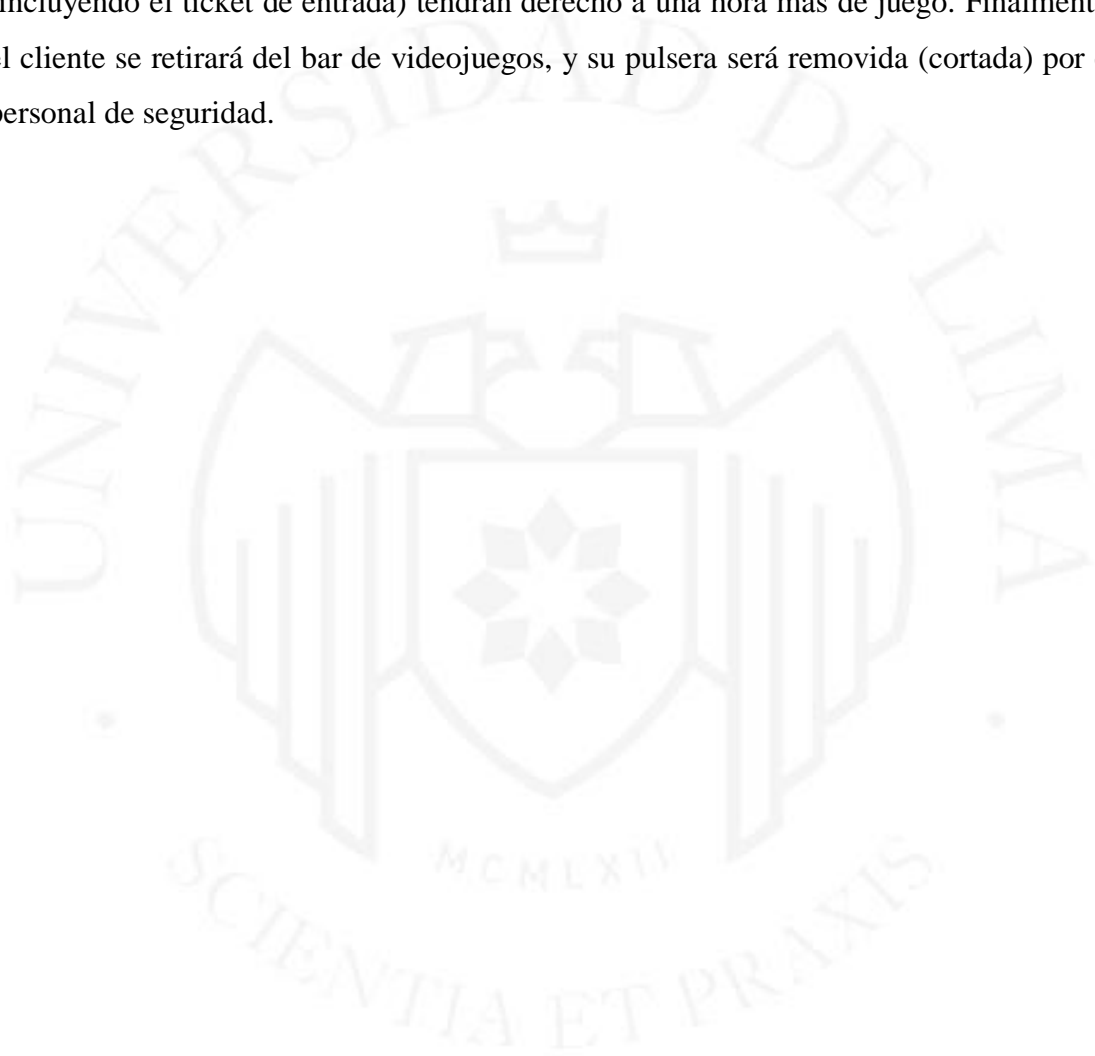 incluyendo el ticket de entrada) tendrán derecho a una hora más de juego. Finalment
el cliente se retirará del bar de videojuegos, y su pulsera será removida (cortada) por
personal de seguridad.
UNIVERSIDAD DE LIMA
MCMLXII
SCIENTIA ET PRAXIS